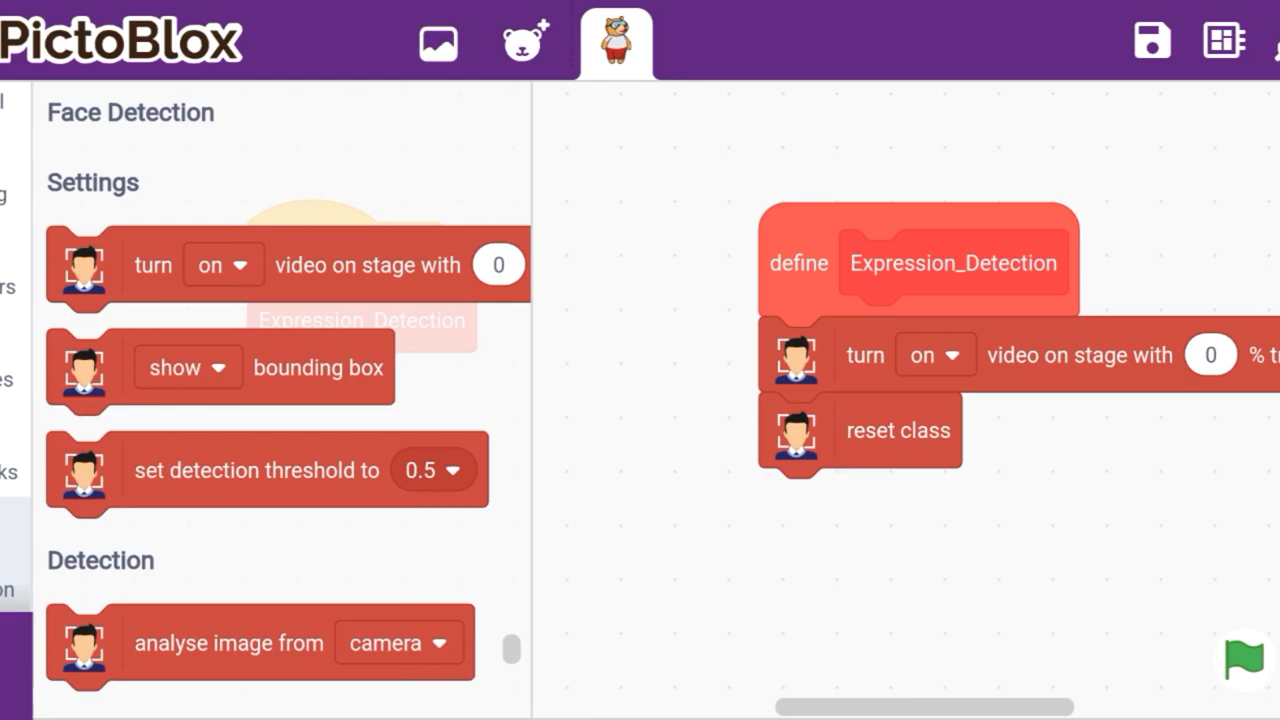 PictoBlox
Face Detection
Settings
turn on video on stage with 0
Expression_Detection
show bounding box
set detection threshold to 0.5
Detection
analyse image from camera
define Expression_Detection
turn on video on stage with 0 %
reset class